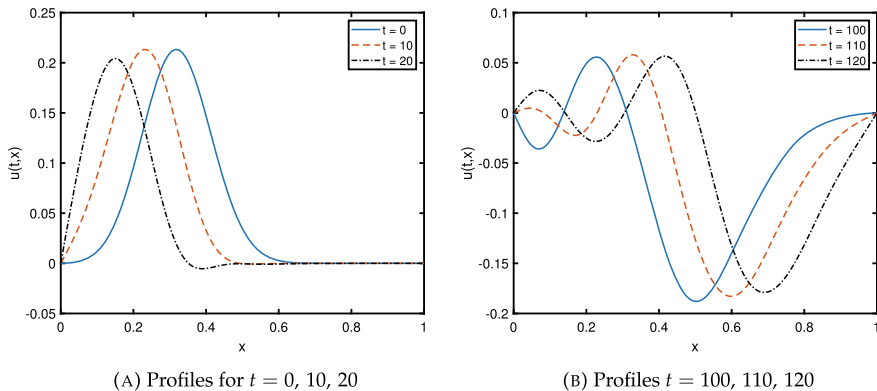 0.25
0.2
0.15
0.1
0.05
0
-0.05
u(t,x)
0 0.2 0.4 0.6 0.8 1
x
t = 0
t = 10
t = 20
(A) Profiles for t = 0, 10, 20
0.1
0.05
0
-0.05
-0.1
-0.15
-0.2
u(t,x)
0 0.2 0.4 0.6 0.8 1
x
t = 100
t = 110
t = 120
(B) Profiles t = 100, 110, 120